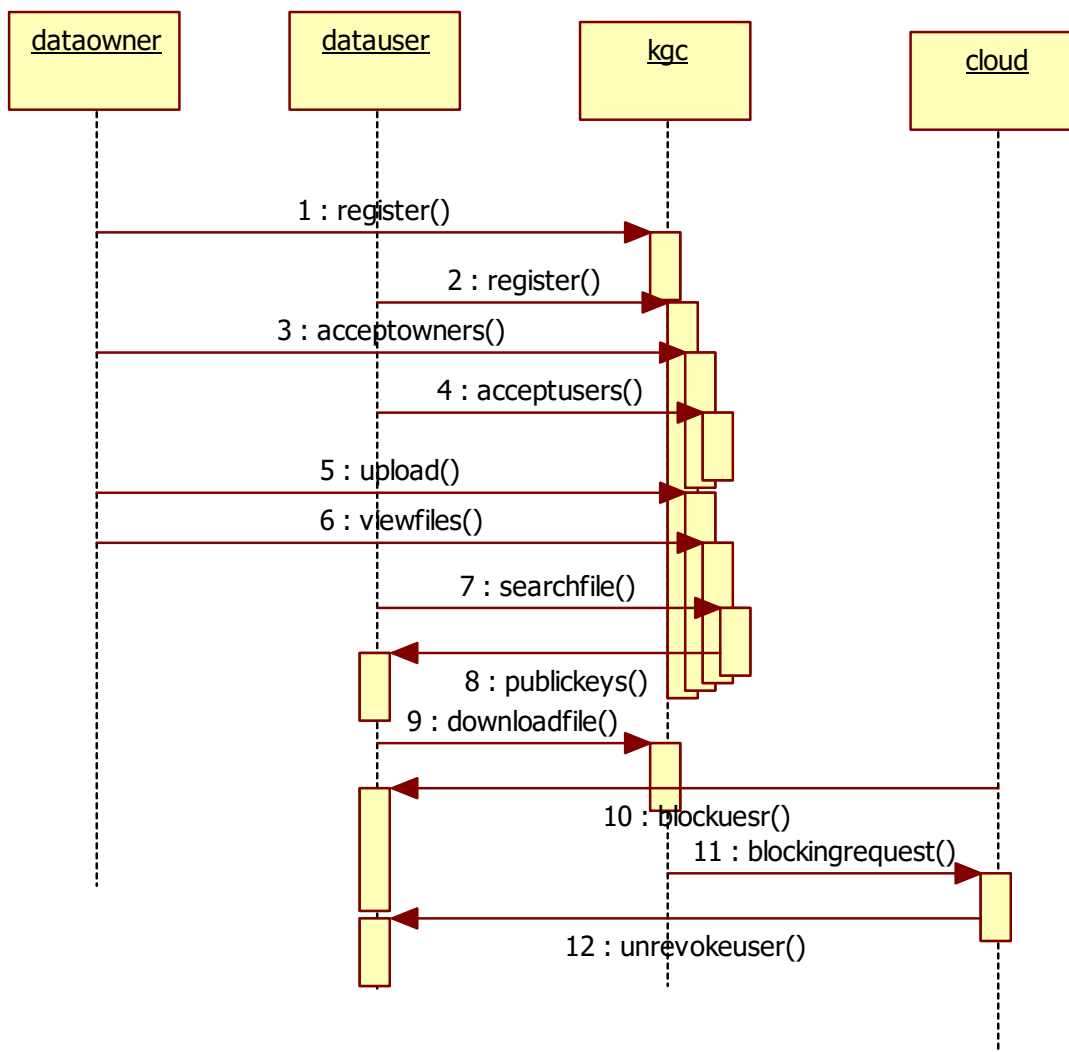 dataowner
datauser
kgc
cloud
1 : register()
2 : register()
3 : acceptowners()
4 : acceptusers()
5 : upload()
6 : viewfiles()
7 : searchfile()
8 : publickeys()
9 : downloadfile()
10 : blockuesr()
11 : blockingrequest()
12 : unrevokeuser()